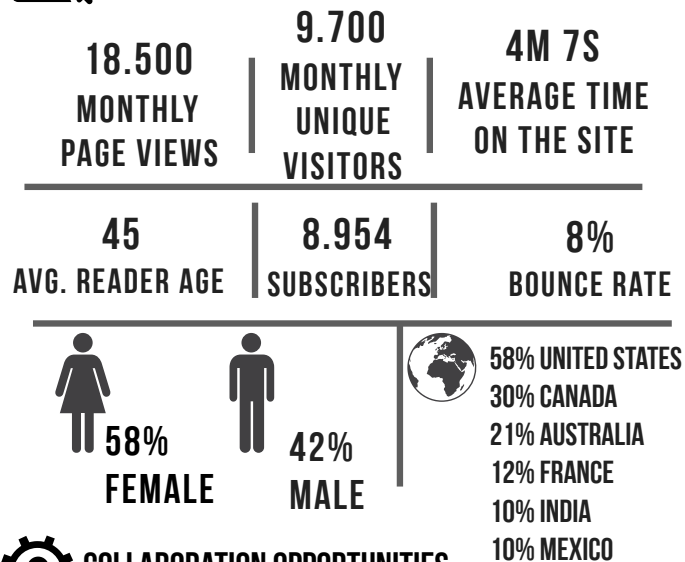 18.500
MONTHLY
PAGE VIEWS
9.700
MONTHLY
UNIQUE
VISITORS
4M 7S
AVERAGE TIME
ON THE SITE
45
AVG. READER AGE
8.954
SUBSCRIBERS
8%
BOUNCE RATE
58%
FEMALE
42%
MALE
58% UNITED STATES
30% CANADA
21% AUSTRALIA
12% FRANCE
10% INDIA
10% MEXICO
COLLABORATION OPPORTUNITIES